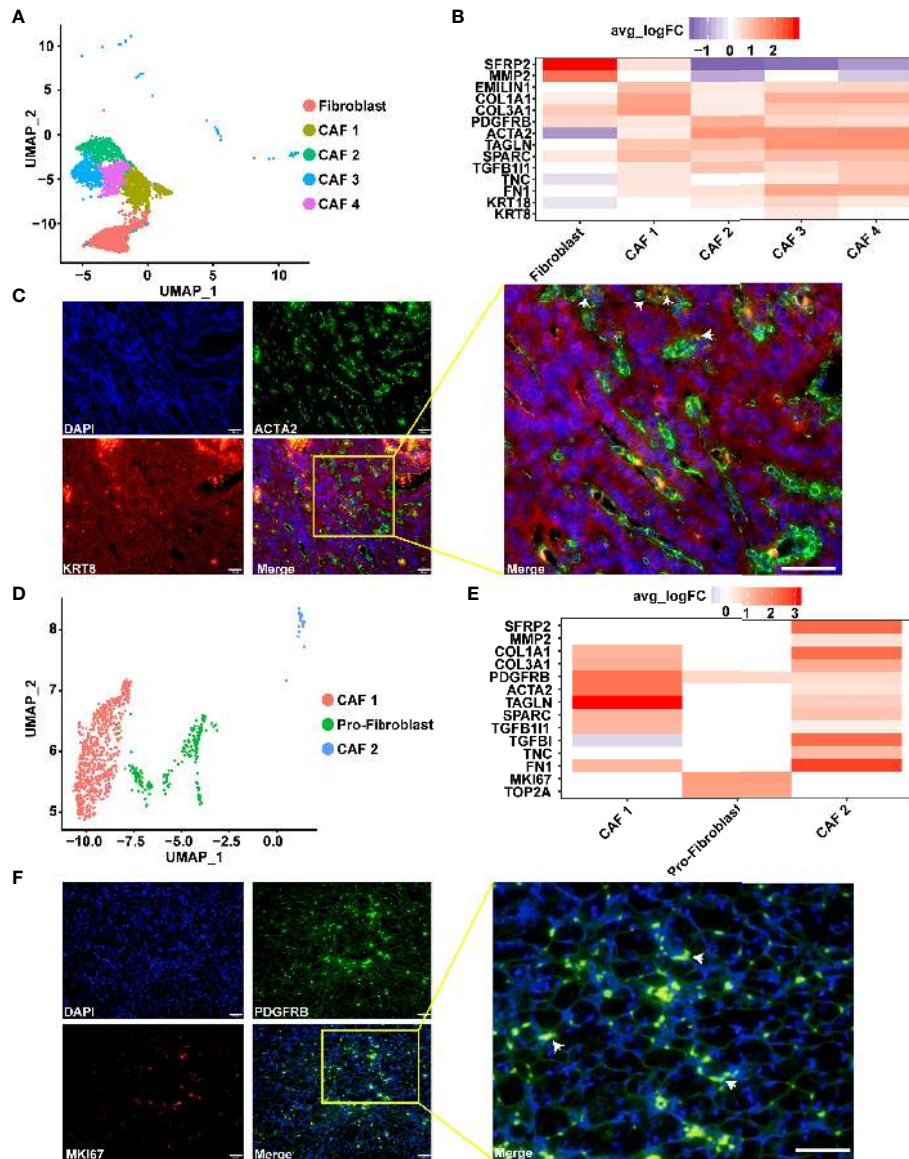 A
UMAP_2
10
5
0
−5
−10
−5
0
5
10
UMAP_1
Fibroblast
CAF 1
CAF 2
CAF 3
CAF 4
B
avg_logFC
−1 0 1 2
SFRP2
MMP2
EMILIN1
COL1A1
COL3A1
PDGFRB
ACTA2
TAGLN
SPARC
TGFB1I1
TNC
FN1
KRT18
KRT8
Fibroblast
CAF 1
CAF 2
CAF 3
CAF 4
C
DAPI
ACTA2
KRT8
Merge
Merge
D
UMAP_2
8
7
6
5
−10.0
−7.5
−5.0
−2.5
0.0
UMAP_1
CAF 1
Pro-Fibroblast
CAF 2
E
avg_logFC
0 1 2 3
SFRP2
MMP2
COL1A1
COL3A1
PDGFRB
ACTA2
TAGLN
SPARC
TGFB1I1
TGFBI
TNC
FN1
MKI67
TOP2A
CAF 1
Pro-Fibroblast
CAF 2
F
DAPI
PDGFRB
MKI67
Merge
Merge